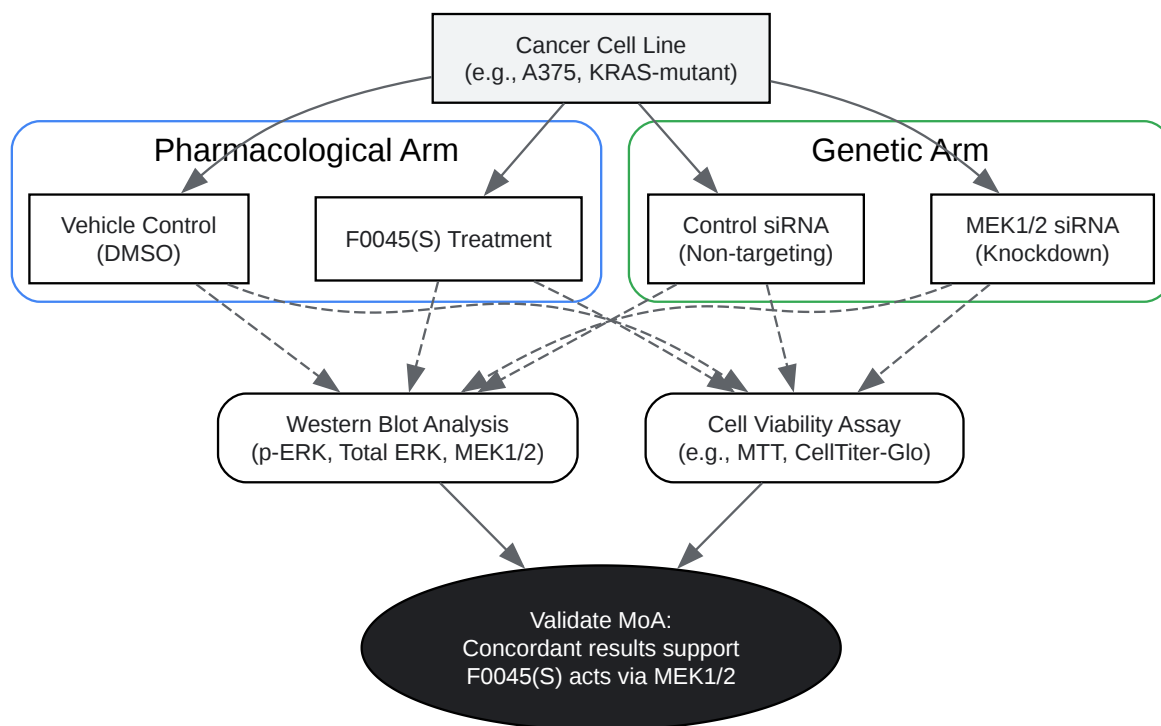 Cancer Cell Line
(e.g., A375, KRAS-mutant)
Pharmacological Arm
Genetic Arm
Vehicle Control
(DMSO)
F0045(S) Treatment
Control siRNA
(Non-targeting)
MEK1/2 siRNA
(Knockdown)
Western Blot Analysis
(p-ERK, Total ERK, MEK1/2)
Cell Viability Assay
(e.g., MTT, CellTiter-Glo)
Validate MoA:
Concordant results support
F0045(S) acts via MEK1/2